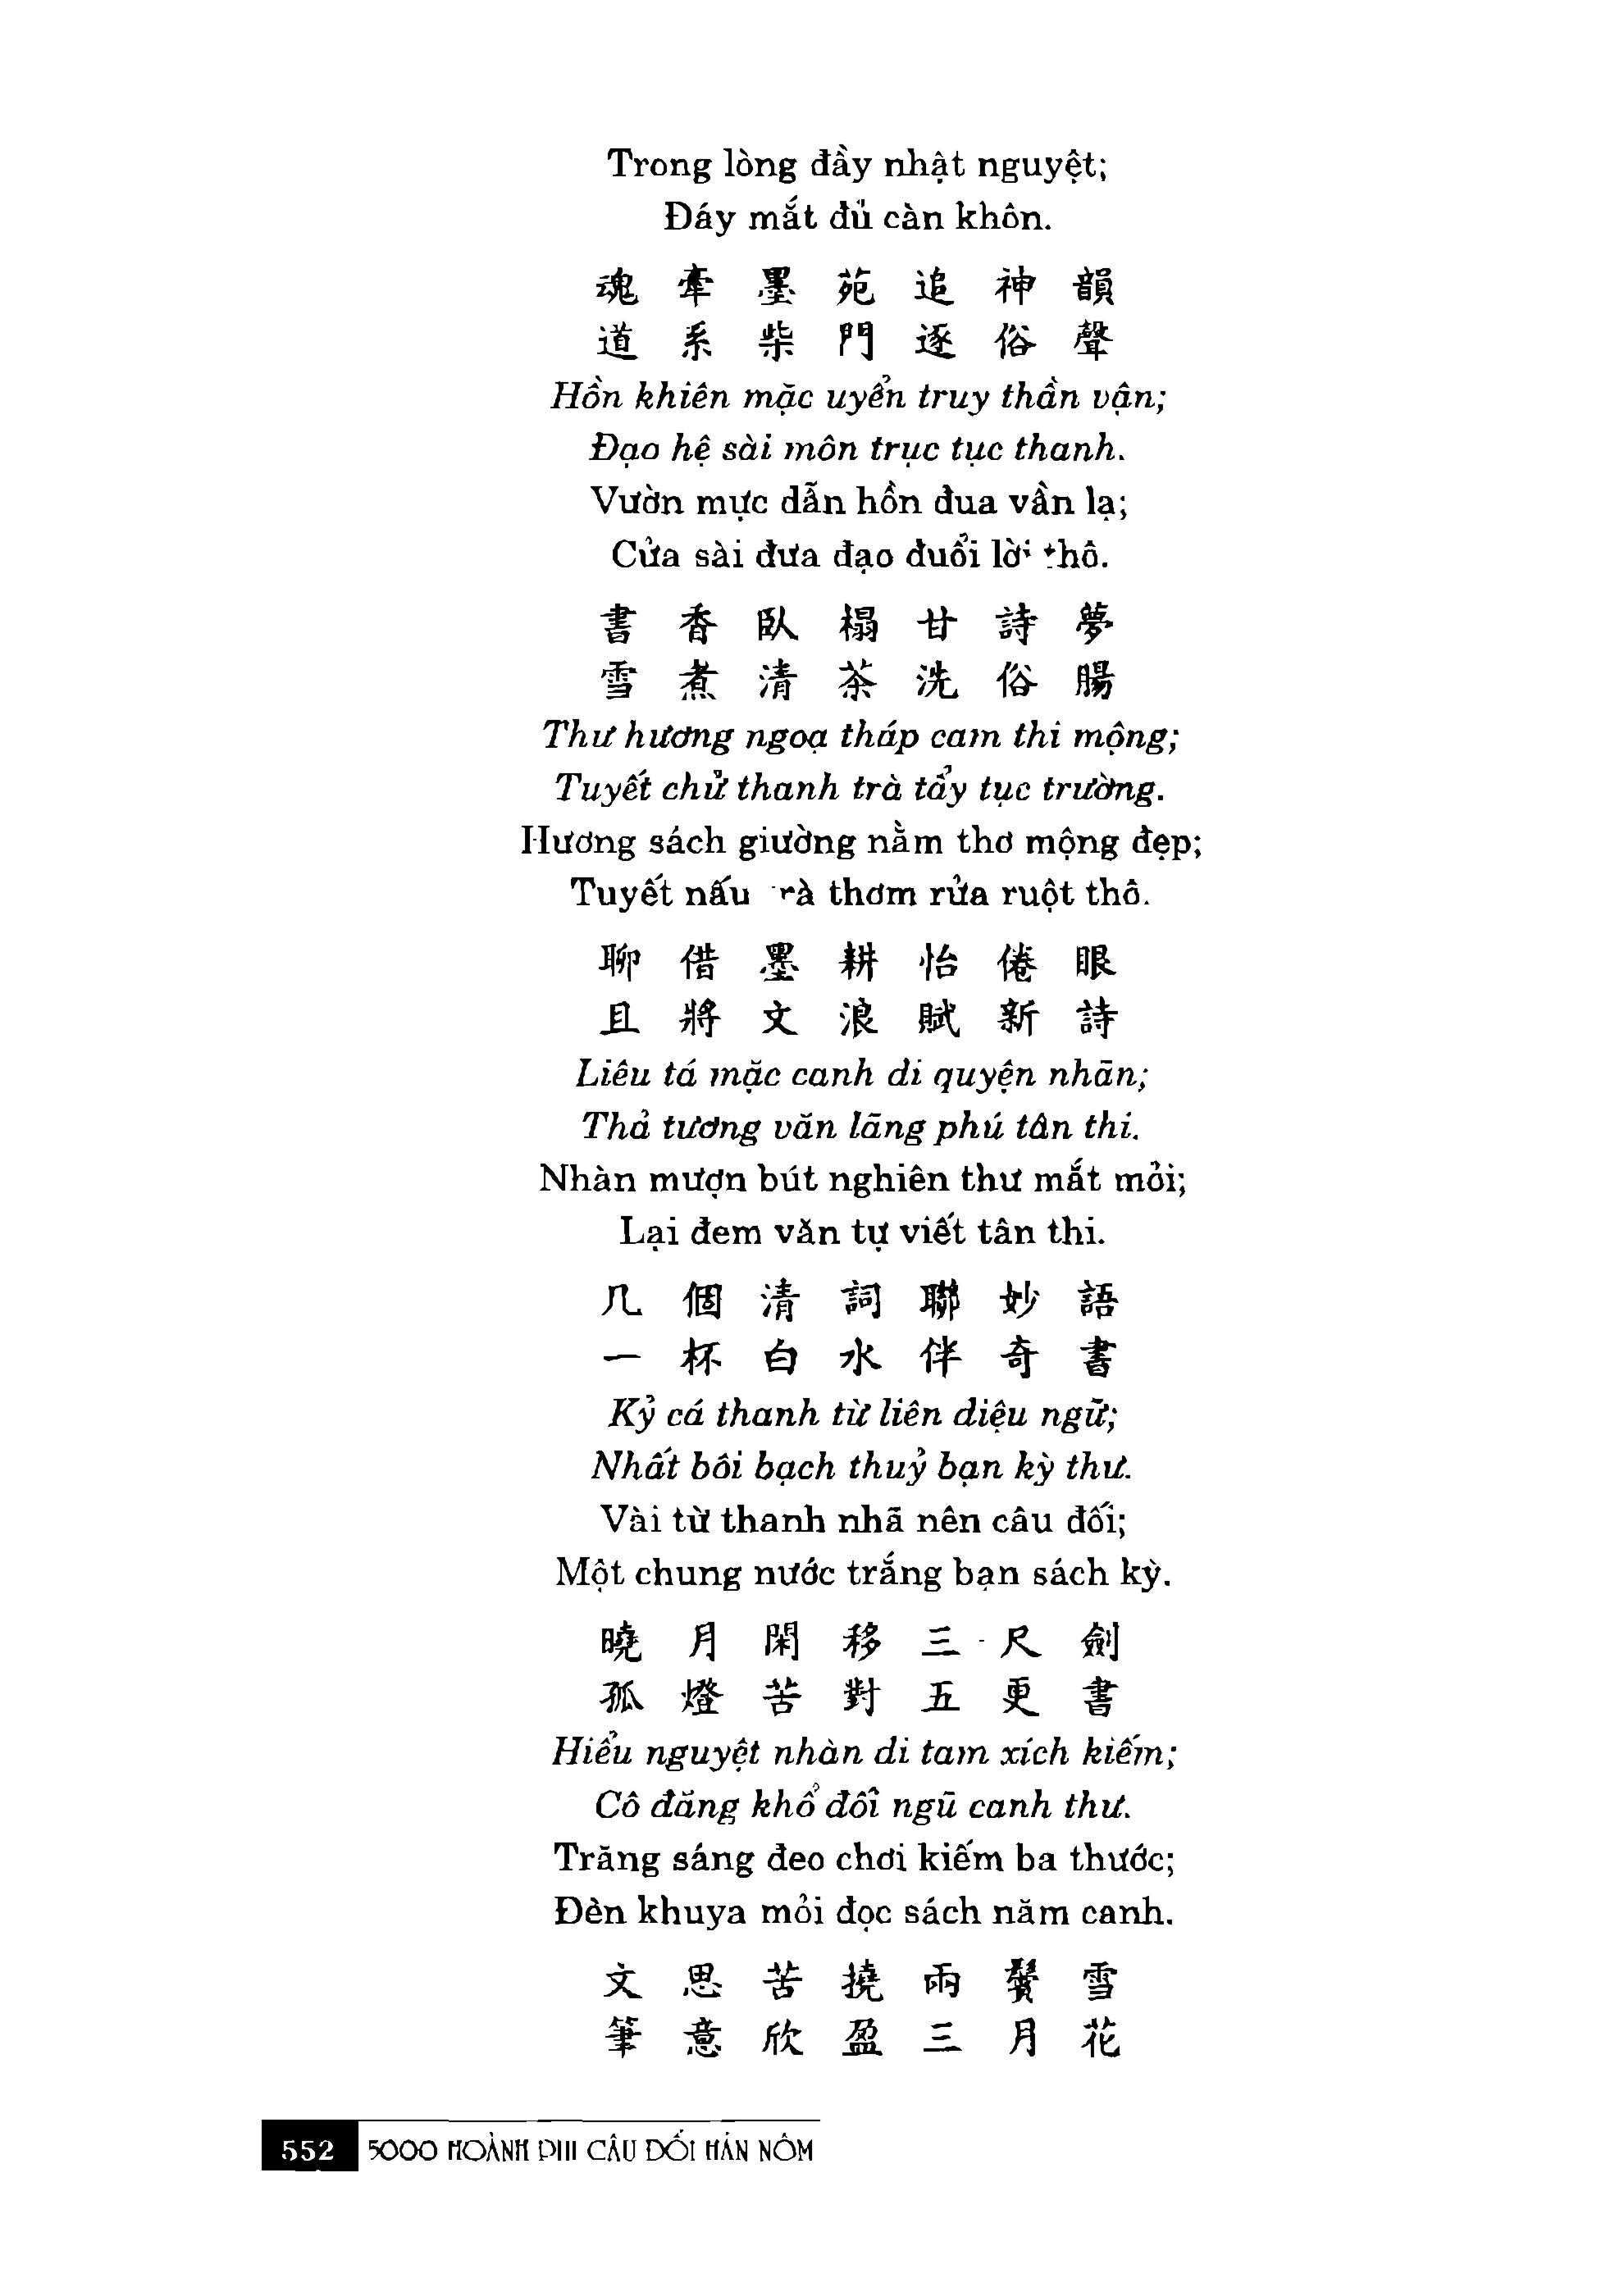 Trong lòng đầy nhật nguyệt;
Đáy mắt đủ càn khôn.
魂 牽 墨 苑 追 神 韻
道 系 柴 門 逐 俗 聲
Hồn khiên mặc uyển truy thần vận;
Đạo hệ sài môn trục tục thanh.
Vườn mực dẫn hồn đua vần lạ;
Cửa sài đưa đạo đuổi lời thô.
書 香 臥 榻 甘 詩 夢
雪 煮 清 茶 洗 俗 腸
Thư hương ngoạ tháp cam thi mộng;
Tuyết chử thanh trà tẩy tục trường.
Hương sách giường nằm thơ mộng đẹp;
Tuyết nấu trà thơm rửa ruột thô.
聊 借 墨 耕 怡 倦 眼
且 將 文 浪 賦 新 詩
Liêu tá mặc canh di quyện nhãn;
Thả tương văn lãng phú tân thi.
Nhàn mượn bút nghiên thư mắt mỏi;
Lại đem văn tự viết tân thi.
几 個 清 詞 聯 妙 語
一 杯 白 水 伴 奇 書
Kỷ cá thanh từ liên diệu ngữ;
Nhất bôi bạch thuỷ bạn kỳ thư.
Vài từ thanh nhã nên câu đối;
Một chung nước trắng bạn sách kỳ.
曉 月 閑 移 三 尺 劍
孤 燈 苦 對 五 更 書
Hiểu nguyệt nhàn di tam xích kiếm;
Cô đăng khổ đối ngũ canh thư.
Trăng sáng đeo chơi kiếm ba thước;
Đèn khuya mỏi đọc sách năm canh.
文 思 苦 撓 兩 鬢 雪
筆 意 欣 盈 三 月 花
552 5000 HOÀNH PHI CÂU ĐỐI HÁN NÔM